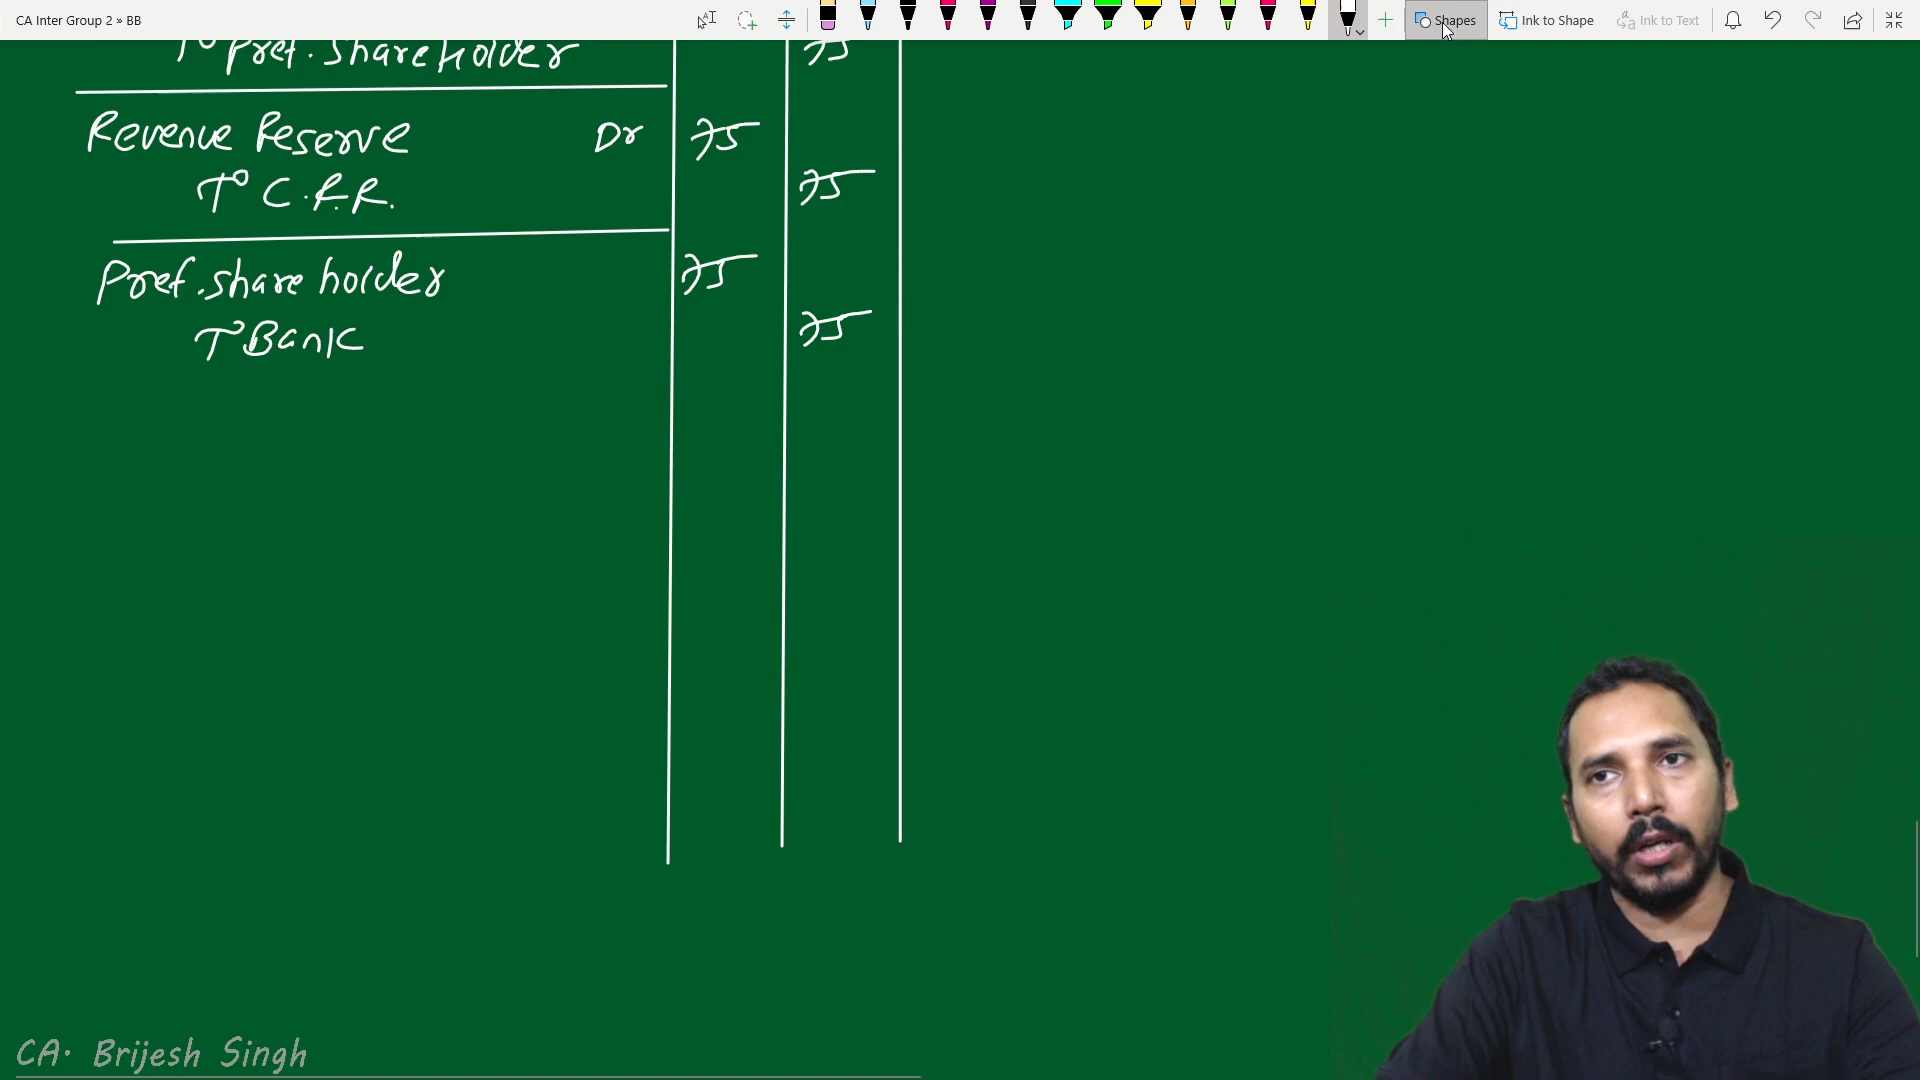 CA Inter Group 2 » BB
Shapes Ink to Shape Ink to Text
To Pref. Shareholder 75
Revenue Reserve Dr 75
To C.R.R. 75
Pref. share holder 75
To Bank 75
CA. Brijesh Singh